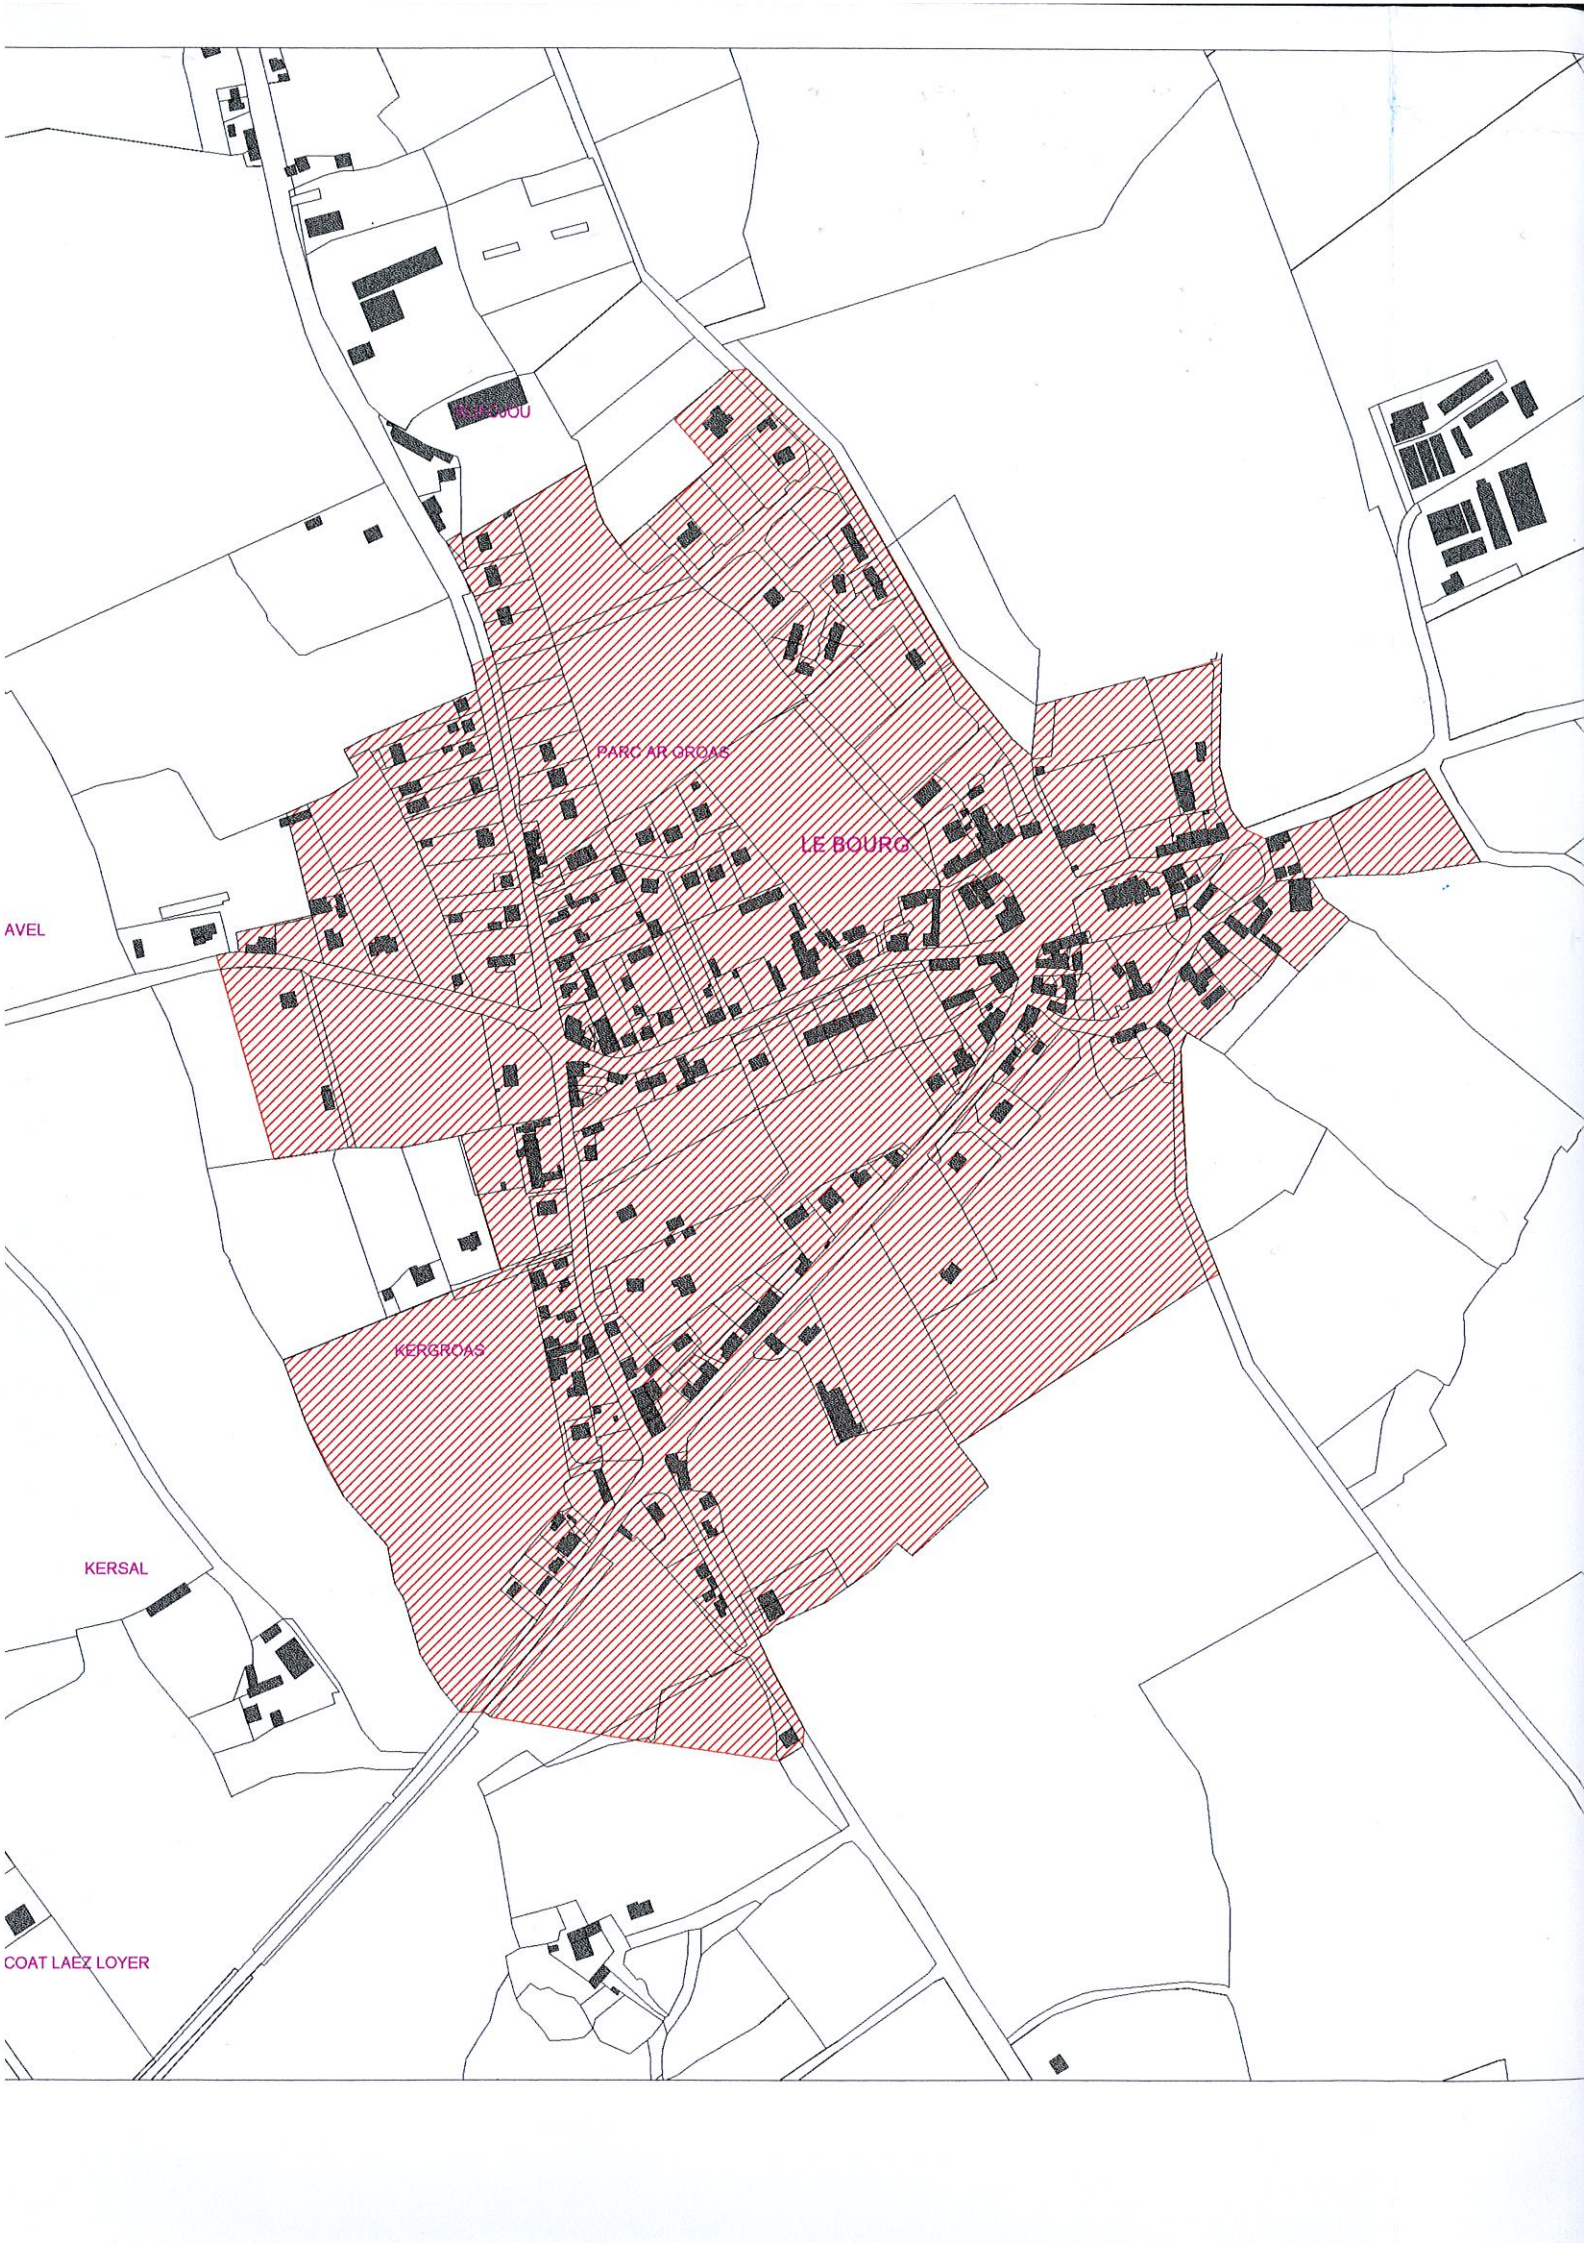 PARC AR GROAS
LE BOURG
AVEL
KERGROAS
KERSAL
COAT LAEZ LOYER